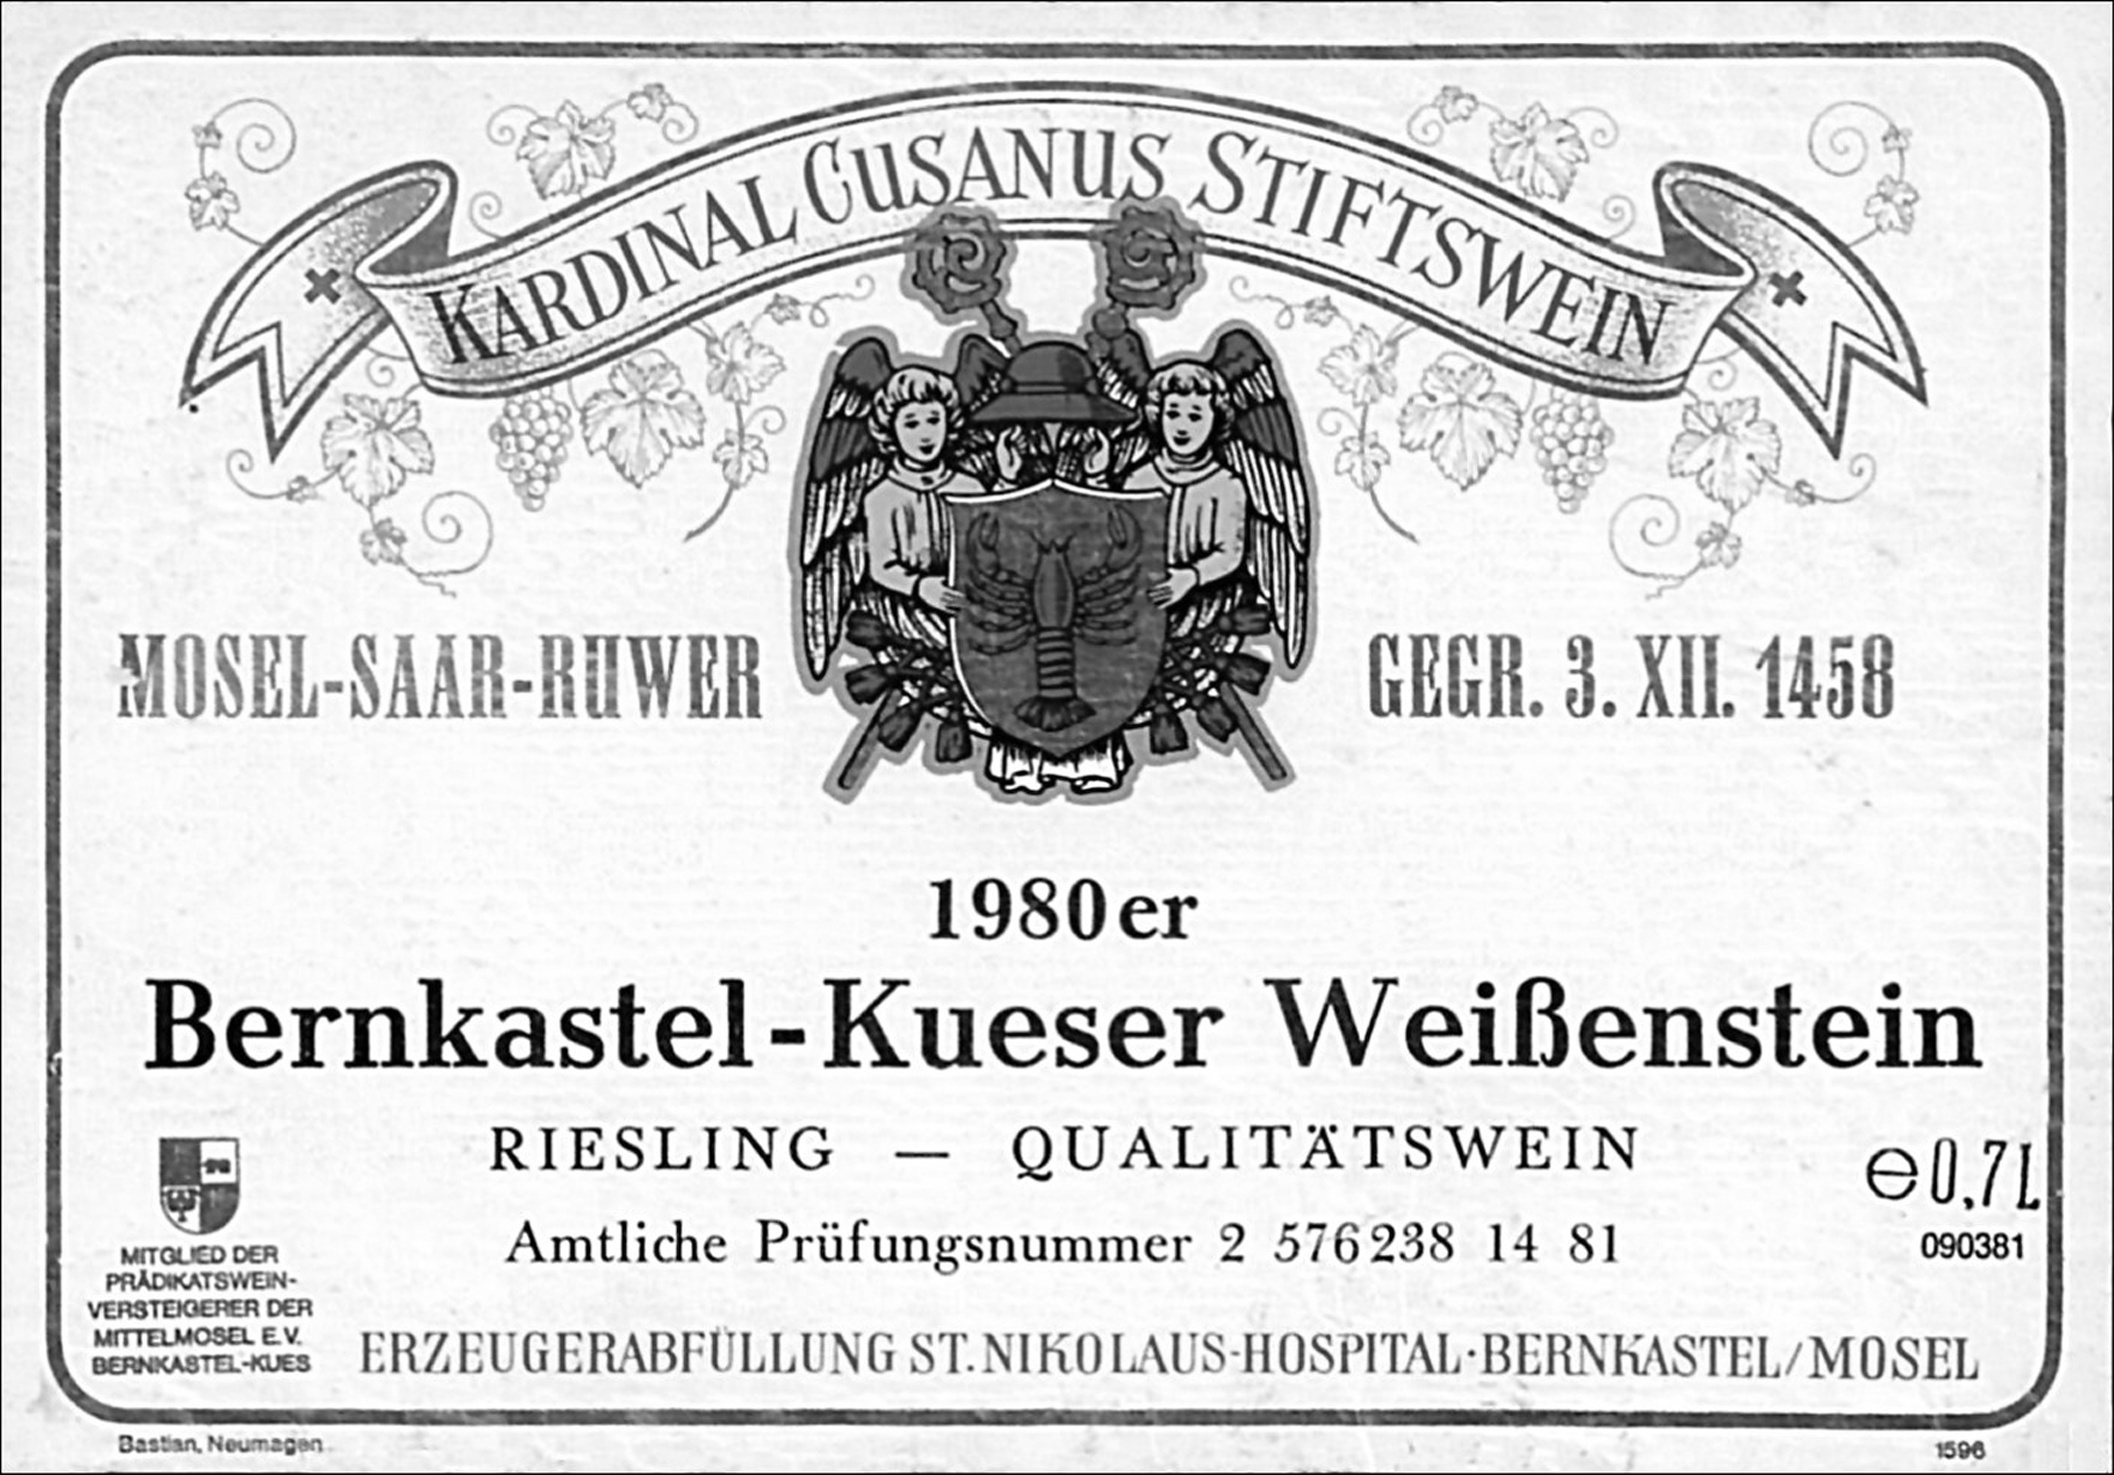 KARDINAL CUSANUS STIFTSWEIN
MOSEL-SAAR-RUWER
GEGR. 3. XII. 1458
1980er
Bernkastel-Kueser Weißenstein
RIESLING — QUALITÄTSWEIN
℮ 0,7 L
Amtliche Prüfungsnummer 2 576238 14 81
090381
MITGLIED DER
PRÄDIKATSWEIN-
VERSTEIGERER DER
MITTELMOSEL E.V.
BERNKASTEL-KUES
ERZEUGERABFÜLLUNG ST. NIKOLAUS-HOSPITAL·BERNKASTEL/MOSEL
Bastian, Neumagen
1596